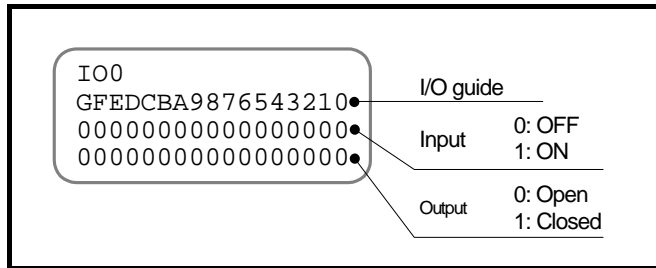 IO0
GFEDCBA9876543210
00000000000000000
00000000000000000
I/O guide
Input
0: OFF
1: ON
Output
0: Open
1: Closed